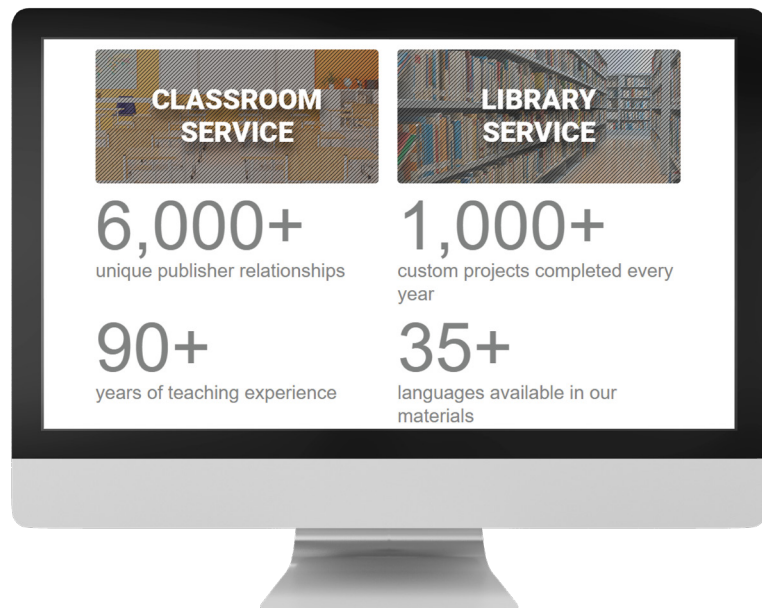 CLASSROOM
SERVICE
LIBRARY
SERVICE
6,000+
unique publisher relationships
1,000+
custom projects completed every
year
90+
years of teaching experience
35+
languages available in our
materials